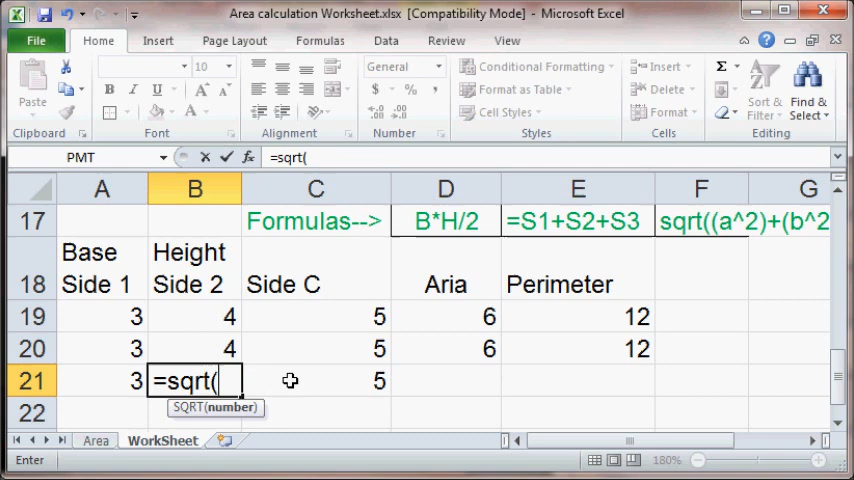 Area calculation Worksheet.xlsx [Compatibility Mode] - Microsoft Excel
File Home Insert Page Layout Formulas Data Review View
Paste
B I U A A
10
General
$ % ,
Conditional Formatting
Format as Table
Cell Styles
Insert
Delete
Format
Σ
Sort & Filter
Find & Select
Clipboard Font Alignment Number Styles Cells Editing
PMT fx =sqrt(
A B C D E F G
17 Formulas--> B*H/2 =S1+S2+S3 sqrt((a^2)+(b^2
Base Height
18 Side 1 Side 2 Side C Aria Perimeter
19 3 4 5 6 12
20 3 4 5 6 12
21 3 =sqrt( 5
SQRT(number)
22
Area WorkSheet
Enter 180%